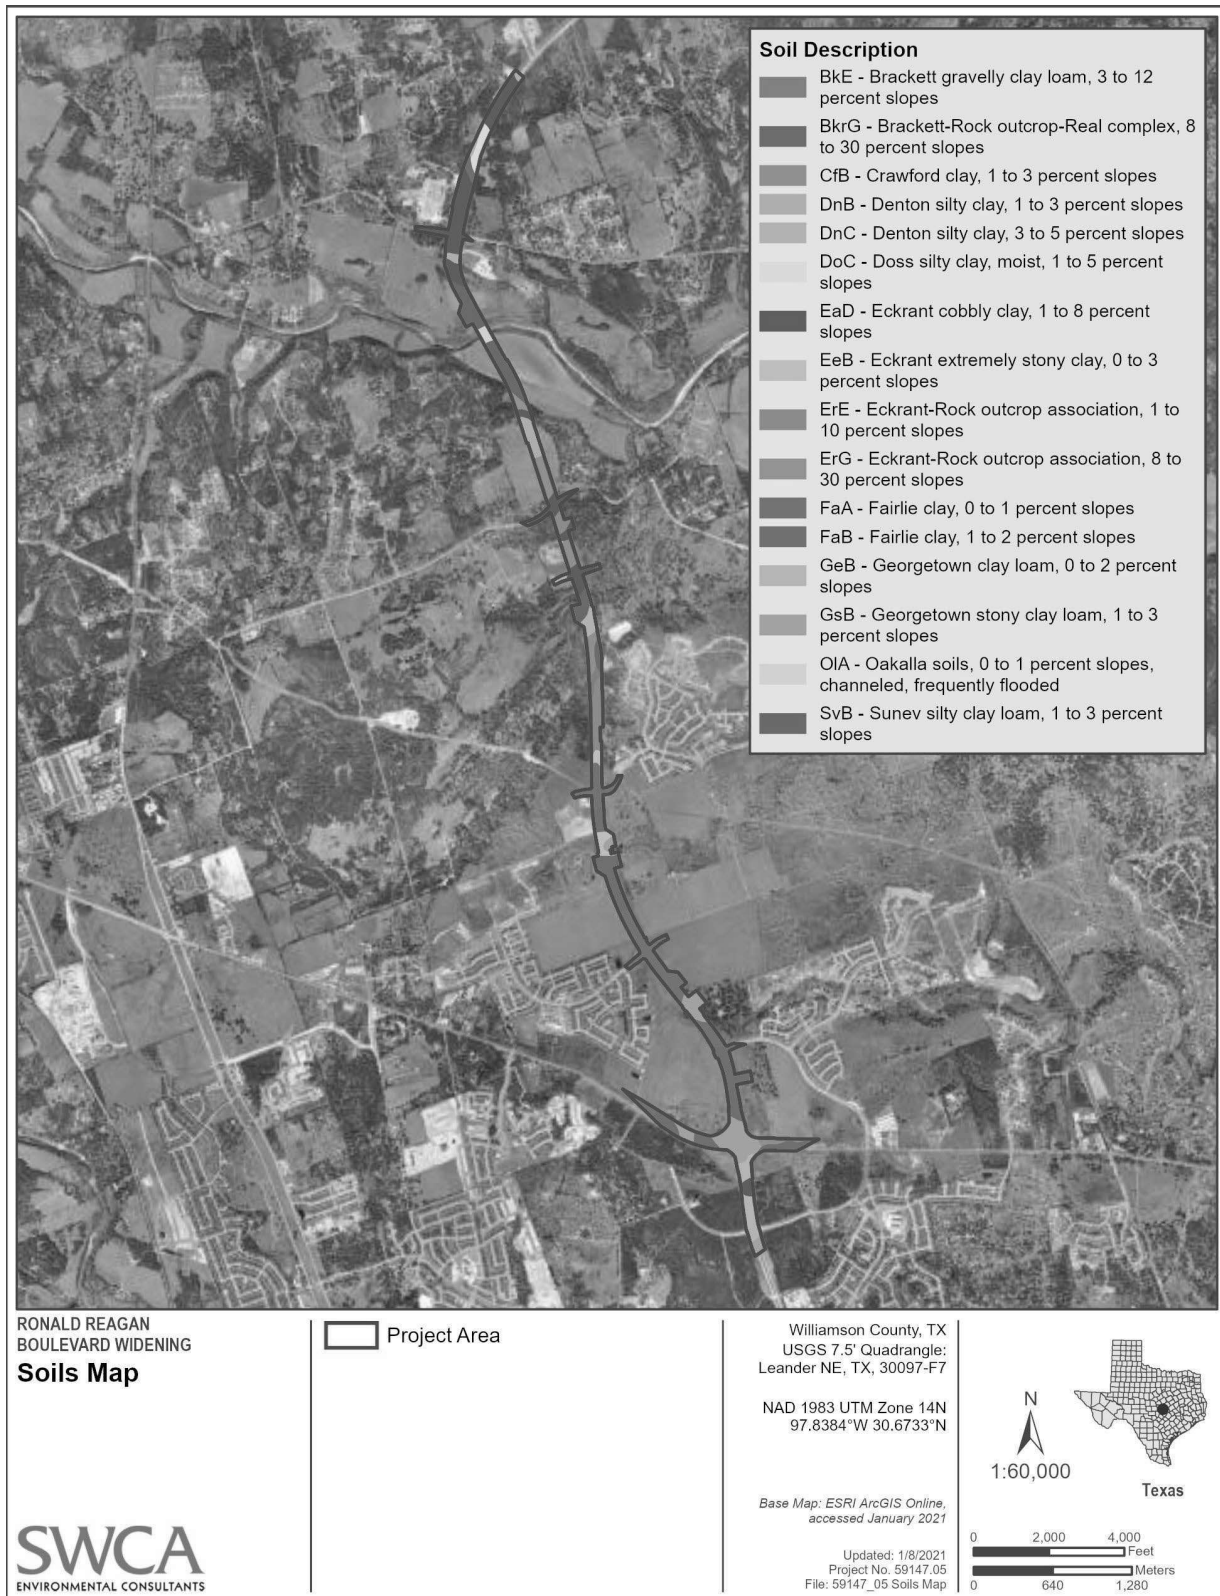 Soil Description
BkE - Brackett gravelly clay loam, 3 to 12
percent slopes
BkrG - Brackett-Rock outcrop-Real complex, 8
to 30 percent slopes
CfB - Crawford clay, 1 to 3 percent slopes
DnB - Denton silty clay, 1 to 3 percent slopes
DnC - Denton silty clay, 3 to 5 percent slopes
DoC - Doss silty clay, moist, 1 to 5 percent
slopes
EaD - Eckrant cobbly clay, 1 to 8 percent
slopes
EeB - Eckrant extremely stony clay, 0 to 3
percent slopes
ErE - Eckrant-Rock outcrop association, 1 to
10 percent slopes
ErG - Eckrant-Rock outcrop association, 8 to
30 percent slopes
FaA - Fairlie clay, 0 to 1 percent slopes
FaB - Fairlie clay, 1 to 2 percent slopes
GeB - Georgetown clay loam, 0 to 2 percent
slopes
GsB - Georgetown stony clay loam, 1 to 3
percent slopes
OlA - Oakalla soils, 0 to 1 percent slopes,
channeled, frequently flooded
SvB - Sunev silty clay loam, 1 to 3 percent
slopes
RONALD REAGAN
BOULEVARD WIDENING
Soils Map
SWCA
ENVIRONMENTAL CONSULTANTS
Project Area
Williamson County, TX
USGS 7.5' Quadrangle:
Leander NE, TX, 30097-F7
NAD 1983 UTM Zone 14N
97.8384°W 30.6733°N
Base Map: ESRI ArcGIS Online,
accessed January 2021
Updated: 1/8/2021
Project No. 59147.05
File: 59147_05 Soils Map
N
1:60,000
Texas
0 2,000 4,000
Feet
Meters
0 640 1,280